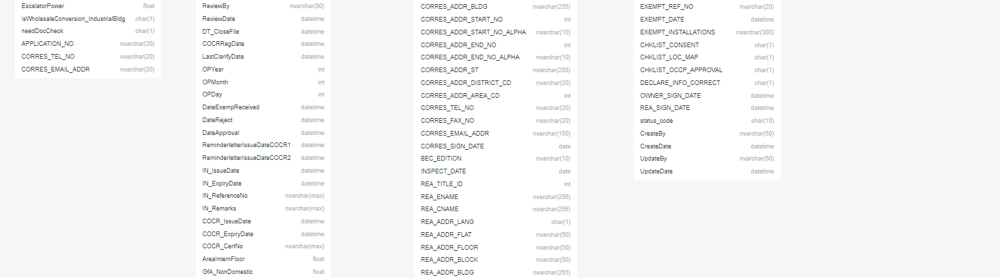 EscalatorPower float
isWholesaleConversion_IndustrialBldg char(1)
needDocCheck char(1)
APPLICATION_NO nvarchar(20)
CORRES_TEL_NO nvarchar(20)
CORRES_EMAIL_ADDR nvarchar(20)
ReviewBy nvarchar(50)
ReviewDate datetime
DT_CloseFile datetime
COCRRegDate datetime
LastClarifyDate datetime
OPYear int
OPMonth int
OPDay int
DateExempReceived datetime
DateReject datetime
DateApproval datetime
ReminderletterIssueDateCOCR1 datetime
ReminderletterIssueDateCOCR2 datetime
IN_IssueDate datetime
IN_ExpiryDate datetime
IN_ReferenceNo nvarchar(max)
IN_Remarks nvarchar(max)
COCR_IssueDate datetime
COCR_ExpiryDate datetime
COCR_CertNo nvarchar(max)
AreaInternFloor float
GfA_NonDomestic float
CORRES_ADDR_BLDG nvarchar(255)
CORRES_ADDR_START_NO int
CORRES_ADDR_START_NO_ALPHA nvarchar(10)
CORRES_ADDR_END_NO int
CORRES_ADDR_END_NO_ALPHA nvarchar(10)
CORRES_ADDR_ST nvarchar(255)
CORRES_ADDR_DISTRICT_CD nvarchar(20)
CORRES_ADDR_AREA_CD int
CORRES_TEL_NO nvarchar(20)
CORRES_FAX_NO nvarchar(20)
CORRES_EMAIL_ADDR nvarchar(100)
CORRES_SIGN_DATE date
BEC_EDITION nvarchar(10)
INSPECT_DATE date
REA_TITLE_ID int
REA_ENAME nvarchar(256)
REA_CNAME nvarchar(256)
REA_ADDR_LANG char(1)
REA_ADDR_FLAT nvarchar(50)
REA_ADDR_FLOOR nvarchar(50)
REA_ADDR_BLOCK nvarchar(50)
REA_ADDR_BLDG nvarchar(255)
EXEMPT_REF_NO nvarchar(20)
EXEMPT_DATE datetime
EXEMPT_INSTALLATIONS nvarchar(300)
CHKLIST_CONSENT char(1)
CHKLIST_LOC_MAP char(1)
CHKLIST_OCCP_APPROVAL char(1)
DECLARE_INFO_CORRECT char(1)
OWNER_SIGN_DATE datetime
REA_SIGN_DATE datetime
status_code char(10)
CreateBy nvarchar(50)
CreateDate datetime
UpdateBy nvarchar(50)
UpdateDate datetime